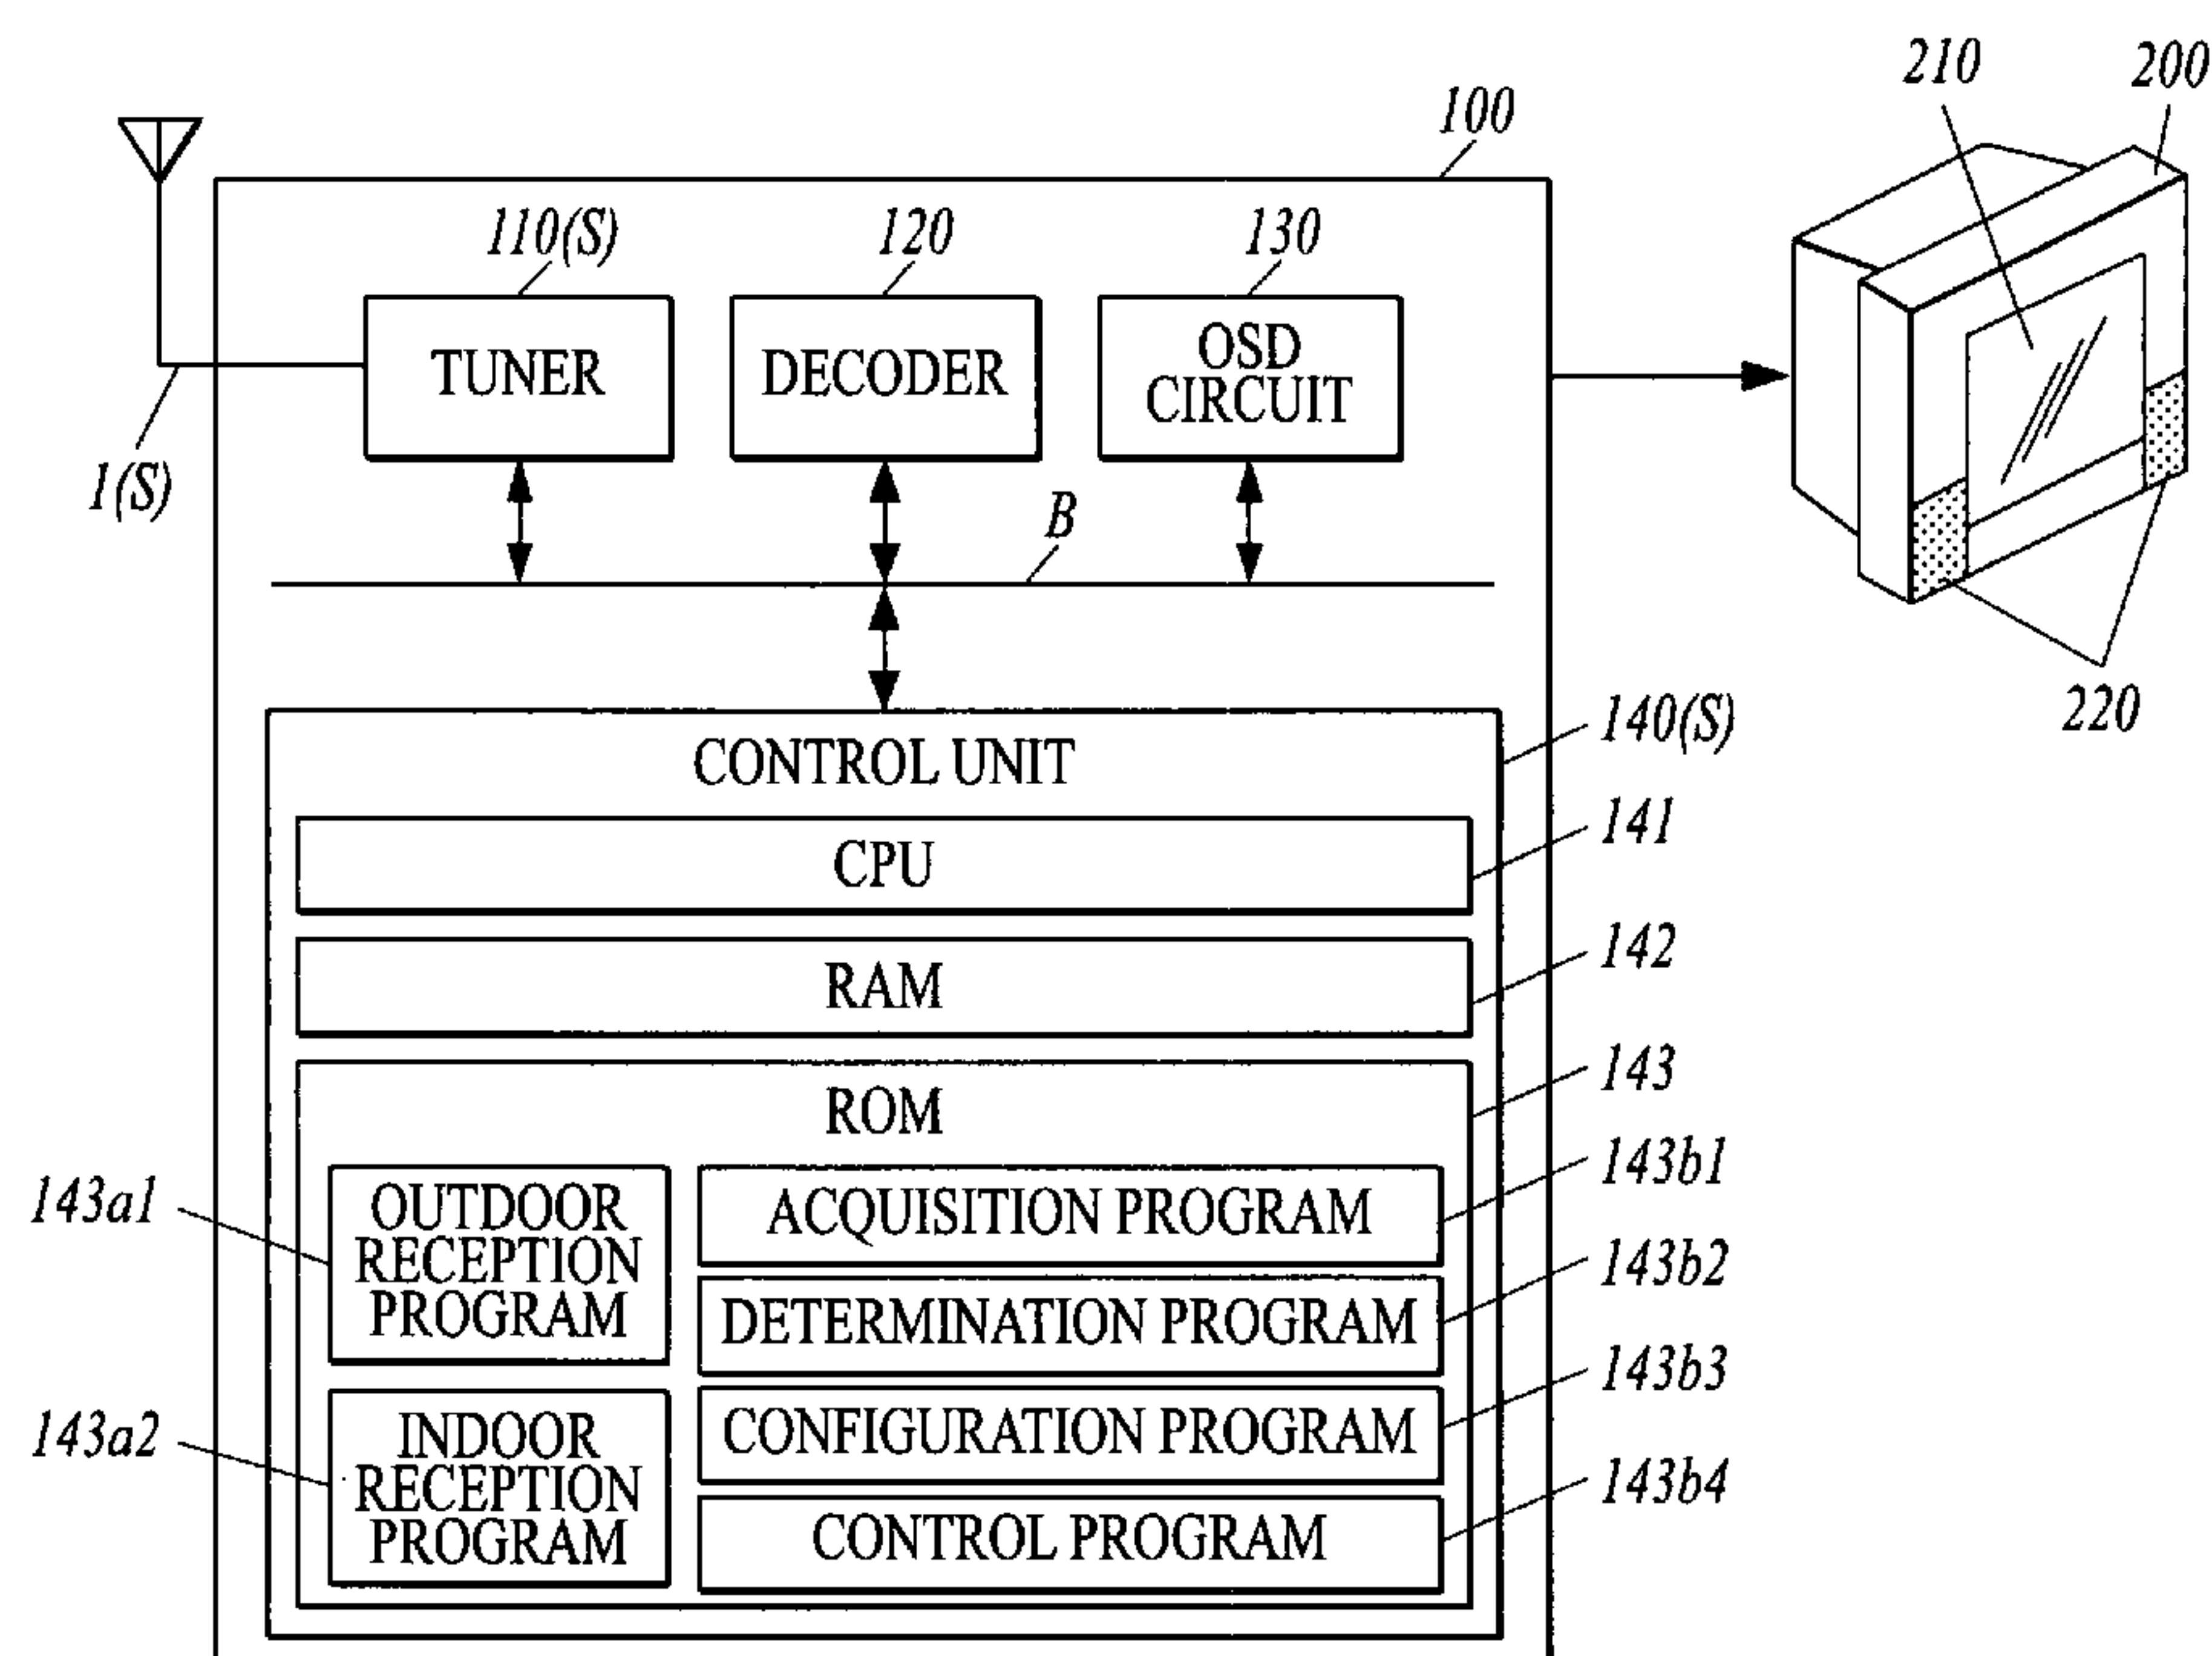 210
200
100
110(S)
120
130
TUNER
DECODER
OSD
CIRCUIT
1(S)
B
220
140(S)
CONTROL UNIT
141
CPU
142
RAM
143
ROM
143a1
OUTDOOR
RECEPTION
PROGRAM
143b1
ACQUISITION PROGRAM
143b2
DETERMINATION PROGRAM
143b3
CONFIGURATION PROGRAM
143a2
INDOOR
RECEPTION
PROGRAM
143b4
CONTROL PROGRAM